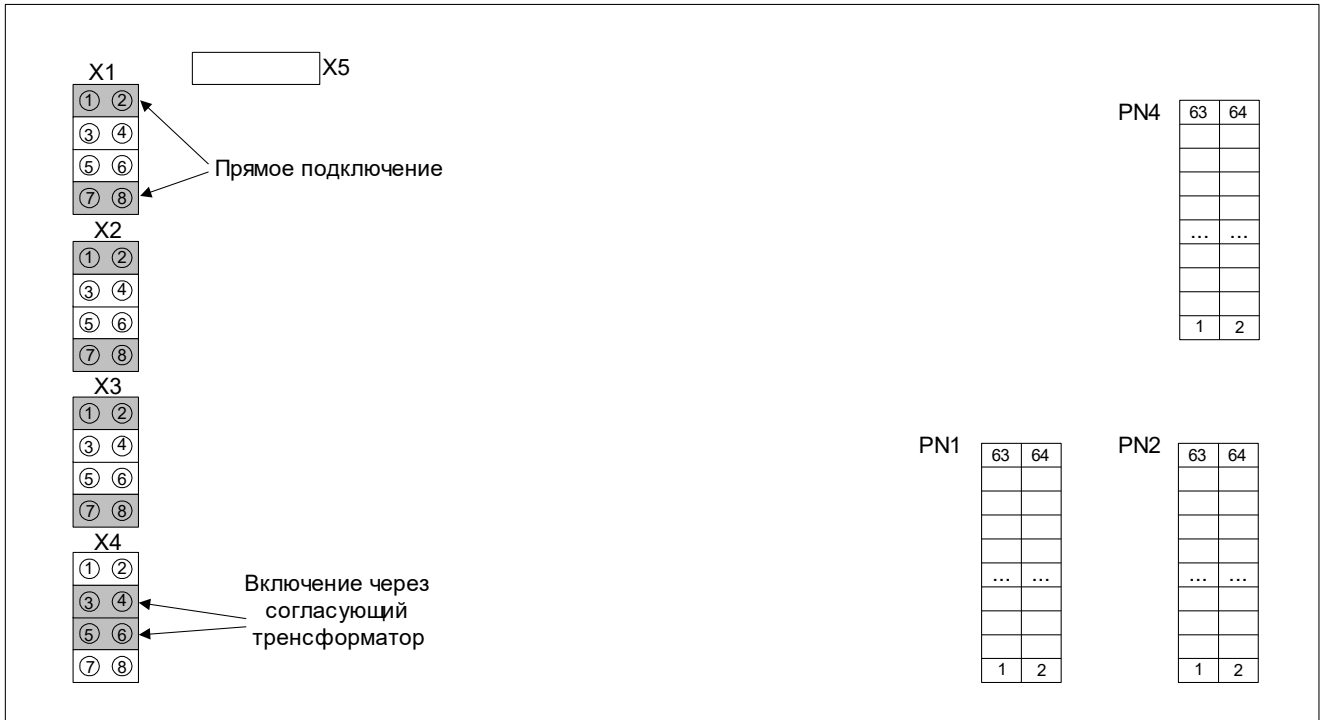 X1
X5
① ②
③ ④
⑤ ⑥
⑦ ⑧
Прямое подключение
X2
① ②
③ ④
⑤ ⑥
⑦ ⑧
X3
① ②
③ ④
⑤ ⑥
⑦ ⑧
X4
① ②
③ ④
⑤ ⑥
⑦ ⑧
Включение через
согласующий
тренсформатор
PN4
63 64
... ...
1 2
PN1
63 64
... ...
1 2
PN2
63 64
... ...
1 2